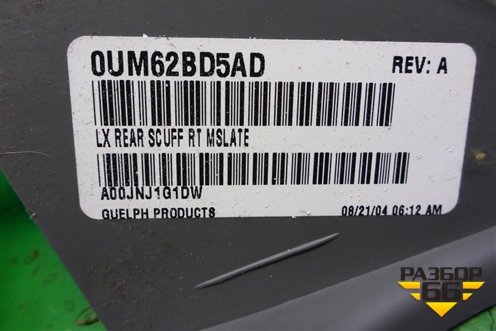 0UM62BD5AD REV: A
LX REAR SCUFF RT MSLATE
A00JNJ1G1DW
GUELPH PRODUCTS 08/21/04 06:12 AM
РАЗБОР
66